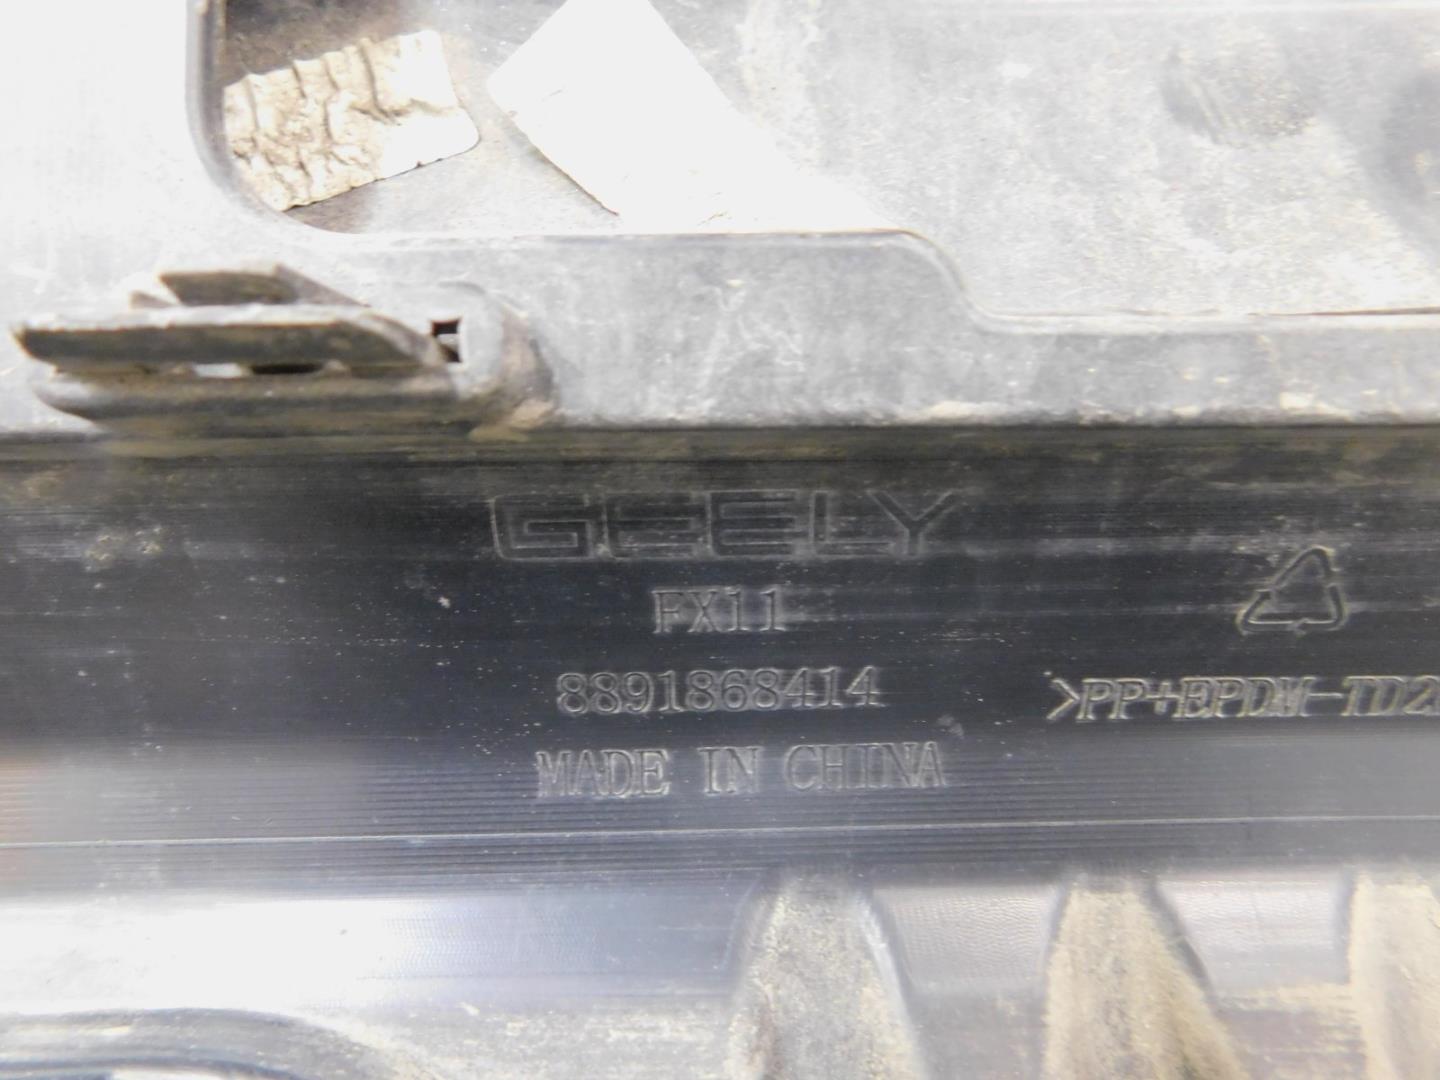 GEELY
FX11
8891868414
>PP+EPDM-TD2
MADE IN CHINA